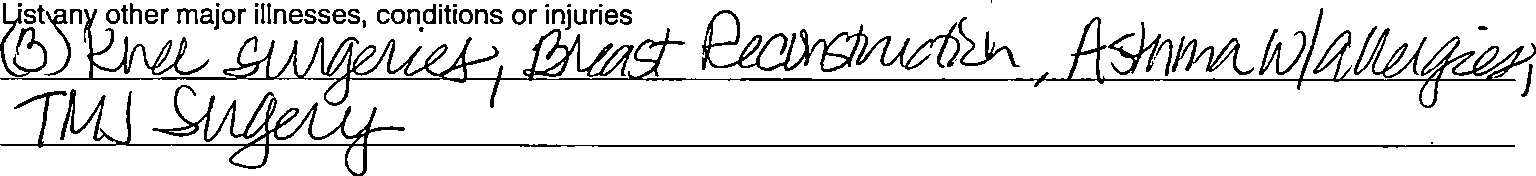 List any other major illnesses, conditions or injuries
(B) Knee surgeries, Breast Reconstruction, Asthma w/allergies,
TMJ Surgery